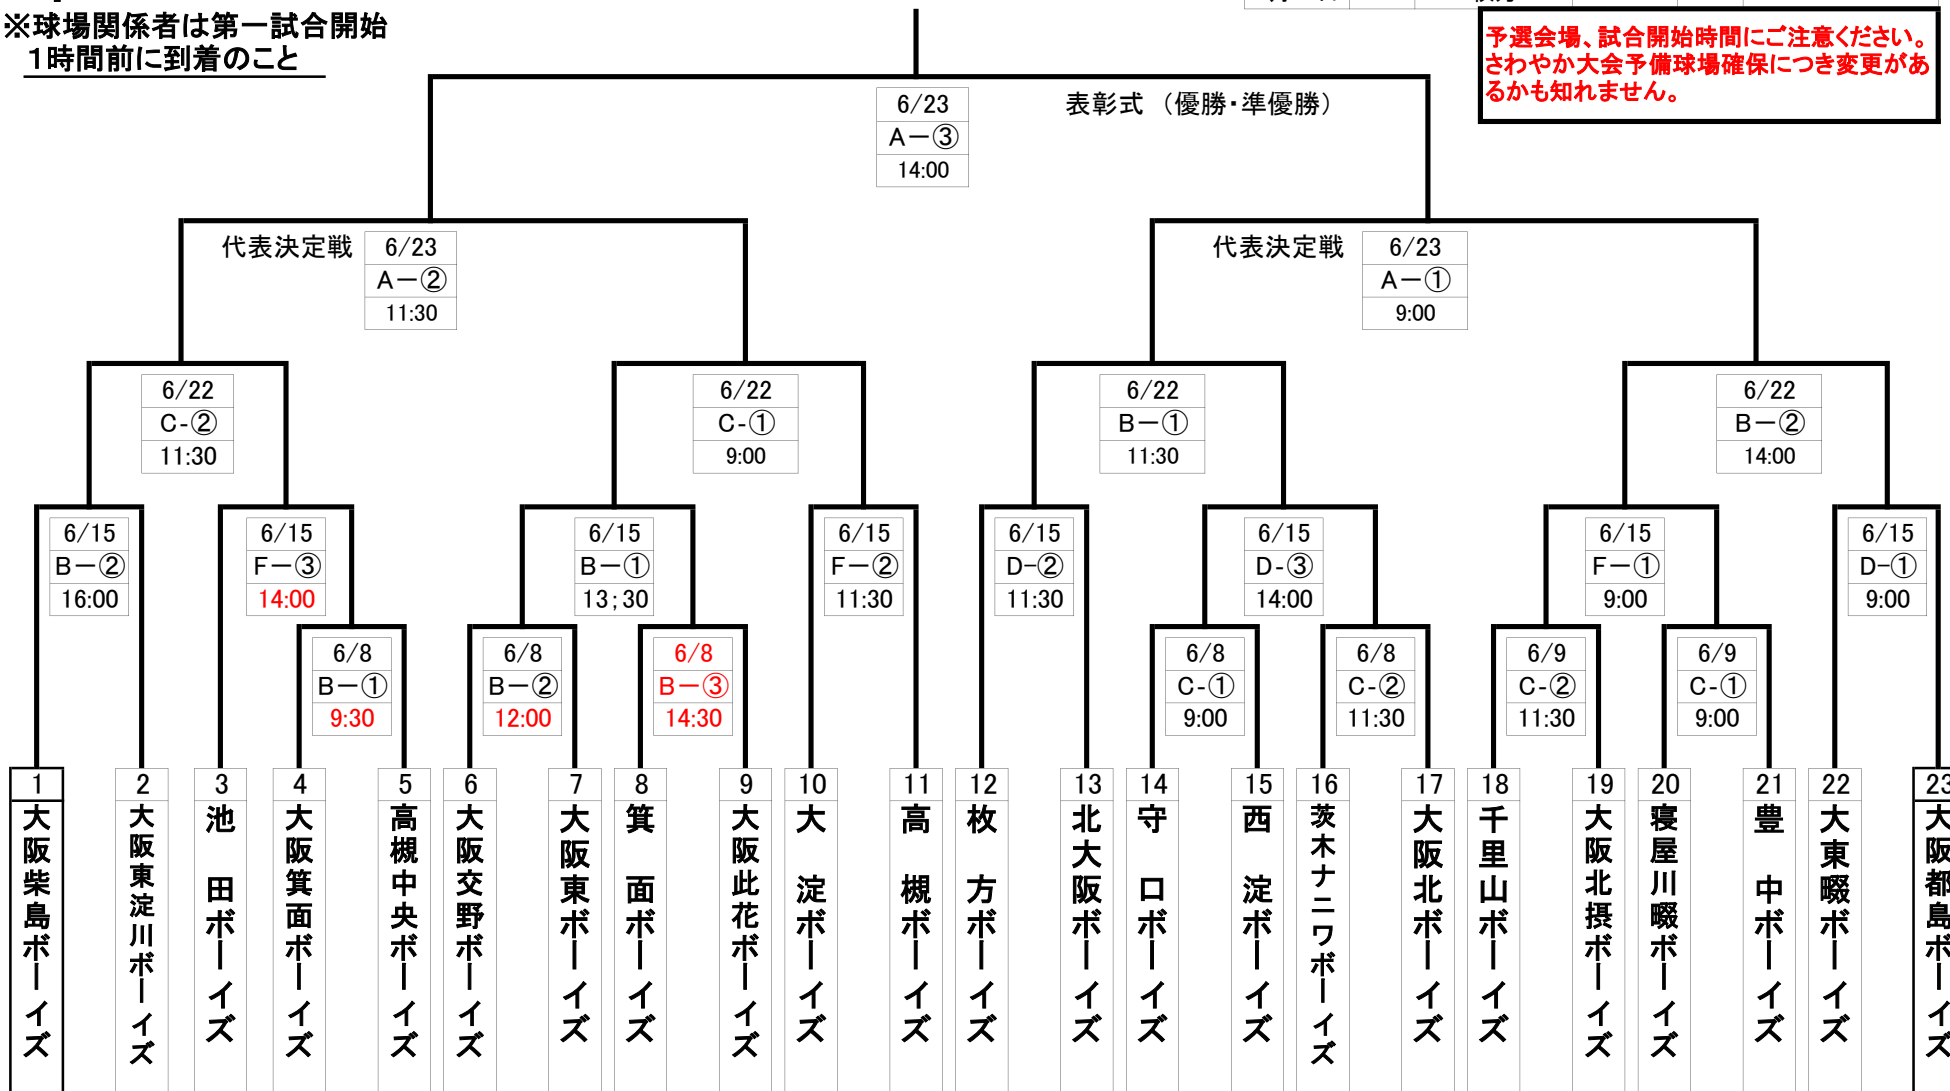 ※球場関係者は第一試合開始
1時間前に到着のこと
予選会場、試合開始時間にご注意ください。
さわやか大会予備球場確保につき変更があ
るかも知れません。
6/23
A－③
14:00
表彰式 （優勝・準優勝）
代表決定戦
6/23
A－②
11:30
代表決定戦
6/23
A－①
9:00
6/22
C-②
11:30
6/22
C-①
9:00
6/22
B－①
11:30
6/22
B－②
14:00
6/15
B－②
16:00
6/15
F－③
14:00
6/15
B－①
13;30
6/15
F－②
11:30
6/15
D-②
11:30
6/15
D-③
14:00
6/15
F－①
9:00
6/15
D-①
9:00
6/8
B－①
9:30
6/8
B－②
12:00
6/8
B－③
14:30
6/8
C-①
9:00
6/8
C-②
11:30
6/9
C-②
11:30
6/9
C-①
9:00
1
大阪柴島ボーイズ
2
大阪東淀川ボーイズ
3
池 田ボーイズ
4
大阪箕面ボーイズ
5
高槻中央ボーイズ
6
大阪交野ボーイズ
7
大阪東ボーイズ
8
箕 面ボーイズ
9
大阪此花ボーイズ
10
大 淀ボーイズ
11
高 槻ボーイズ
12
枚 方ボーイズ
13
北大阪ボーイズ
14
守 口ボーイズ
15
西 淀ボーイズ
16
茨木ナニワボーイズ
17
大阪北ボーイズ
18
千里山ボーイズ
19
大阪北摂ボーイズ
20
寝屋川畷ボーイズ
21
豊 中ボーイズ
22
大東畷ボーイズ
23
大阪都島ボーイズ